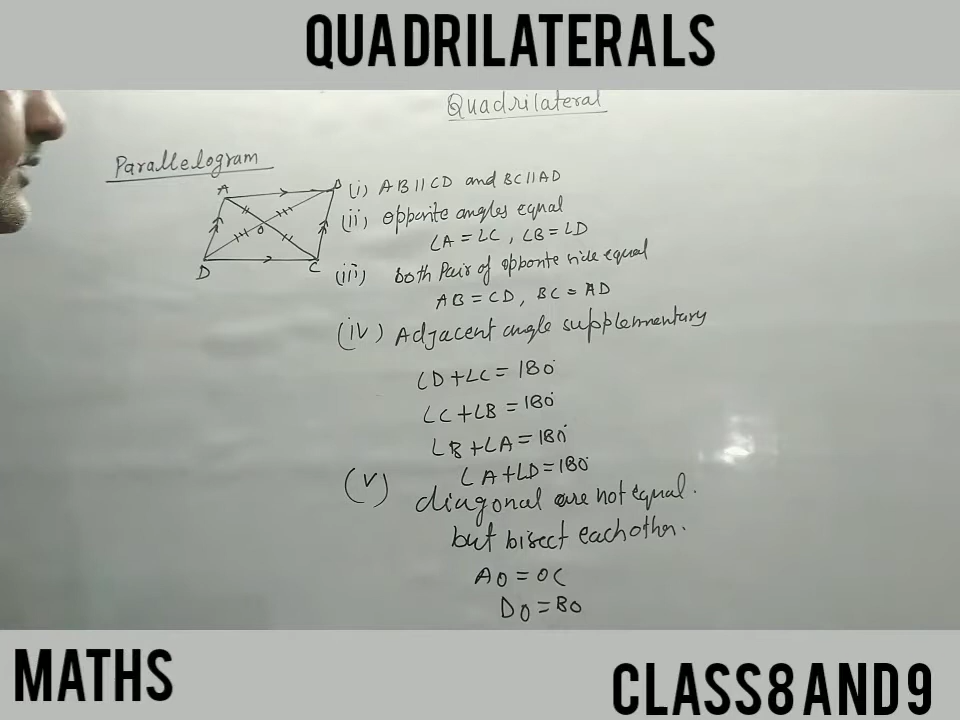 QUADRILATERALS
Quadrilateral
Parallelogram
A
B
O
D
C
(i) AB||CD and BC||AD
(ii) opposite angles equal
∠A = ∠C, ∠B = ∠D
(iii) both Pair of opposite side equal
AB = CD, BC = AD
(iv) Adjacent angle supplementary
∠D + ∠C = 180°
∠C + ∠B = 180°
∠B + ∠A = 180°
∠A + ∠D = 180°
(v) diagonal are not equal.
but bisect eachother.
AO = OC
DO = BO
MATHS
CLASS 8 AND 9